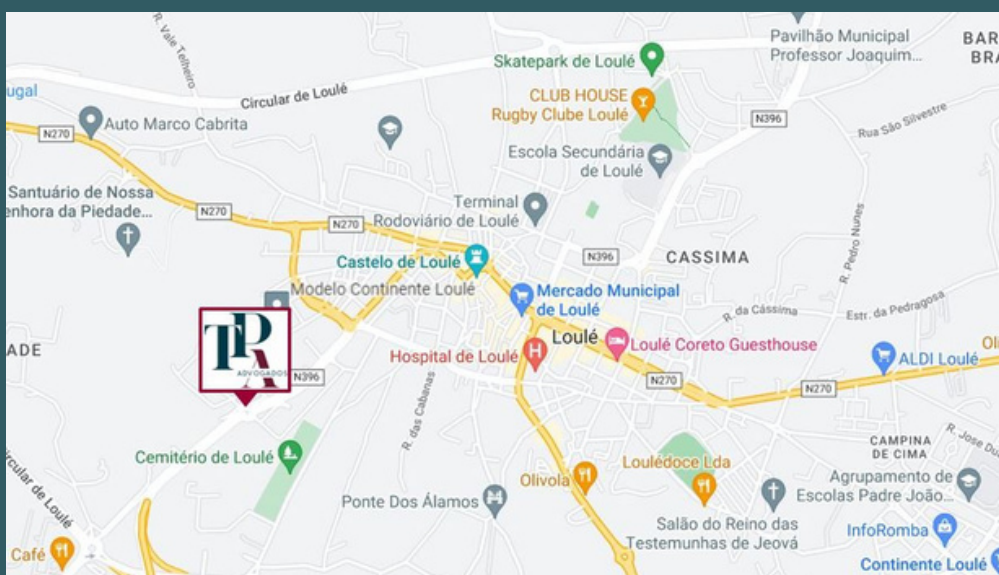 Pavilhão Municipal
Professor Joaquim...
BAR
BRA
Skatepark de Loulé
R. Vale Telheiro
ugal
Circular de Loulé
CLUB HOUSE
Rugby Clube Loulé
N270
Auto Marco Cabrita
N396
Rua São Silvestre
Escola Secundária
de Loulé
Santuário de Nossa
enhora da Piedade...
N270
N270
Terminal
Rodoviário de Loulé
R. Pedro Nunes
Castelo de Loulé
N396
CASSIMA
Modelo Continente Loulé
Mercado Municipal
de Loulé
R. da Cássima
Estr. da Pedragosa
TPA
ADVOGADOS
ADE
Hospital de Loulé
H
Loulé
Loulé Coreto Guesthouse
ALDI Loulé
Oli
N396
N270
N270
R. das Cabanas
CAMPINA
DE CIMA
R. Jose Du
Cemitério de Loulé
Loulédoce Lda
Olivola
Agrupamento de
Escolas Padre João...
Circular de Loulé
Ponte Dos Álamos
Salão do Reino das
Testemunhas de Jeová
InfoRomba
Café
Continente Loulé